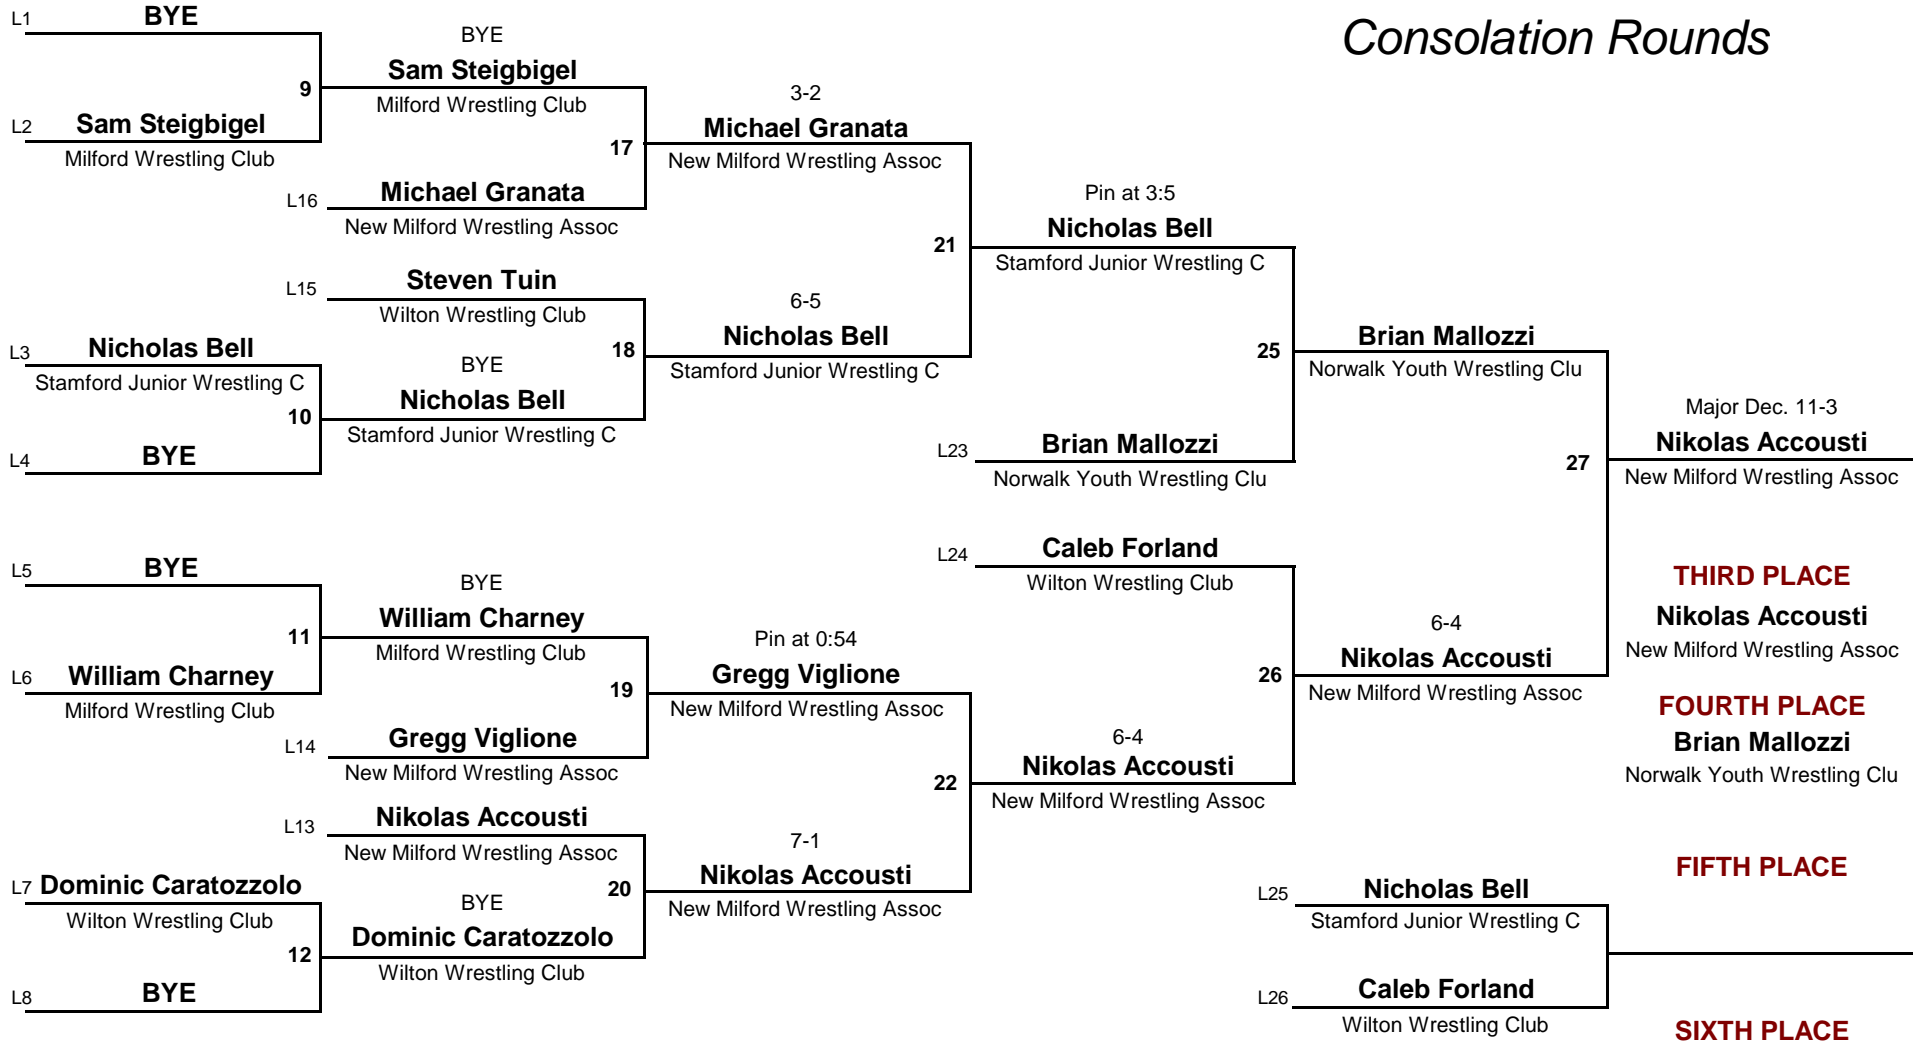 Consolation Rounds
L1 BYE
9
L2 Sam Steigbigel
Milford Wrestling Club
BYE
Sam Steigbigel
Milford Wrestling Club
17
L16 Michael Granata
New Milford Wrestling Assoc
3-2
Michael Granata
New Milford Wrestling Assoc
21
L15 Steven Tuin
Wilton Wrestling Club
18
L3 Nicholas Bell
Stamford Junior Wrestling C
10
L4 BYE
BYE
Nicholas Bell
Stamford Junior Wrestling C
6-5
Nicholas Bell
Stamford Junior Wrestling C
Pin at 3:5
Nicholas Bell
Stamford Junior Wrestling C
25
L23 Brian Mallozzi
Norwalk Youth Wrestling Clu
Brian Mallozzi
Norwalk Youth Wrestling Clu
27
Major Dec. 11-3
Nikolas Accousti
New Milford Wrestling Assoc
L5 BYE
11
L6 William Charney
Milford Wrestling Club
BYE
William Charney
Milford Wrestling Club
19
L14 Gregg Viglione
New Milford Wrestling Assoc
Pin at 0:54
Gregg Viglione
New Milford Wrestling Assoc
22
L13 Nikolas Accousti
New Milford Wrestling Assoc
20
L7 Dominic Caratozzolo
Wilton Wrestling Club
12
L8 BYE
BYE
Dominic Caratozzolo
Wilton Wrestling Club
7-1
Nikolas Accousti
New Milford Wrestling Assoc
L24 Caleb Forland
Wilton Wrestling Club
26
6-4
Nikolas Accousti
New Milford Wrestling Assoc
6-4
Nikolas Accousti
New Milford Wrestling Assoc
THIRD PLACE
Nikolas Accousti
New Milford Wrestling Assoc
FOURTH PLACE
Brian Mallozzi
Norwalk Youth Wrestling Clu
FIFTH PLACE
L25 Nicholas Bell
Stamford Junior Wrestling C
L26 Caleb Forland
Wilton Wrestling Club
SIXTH PLACE